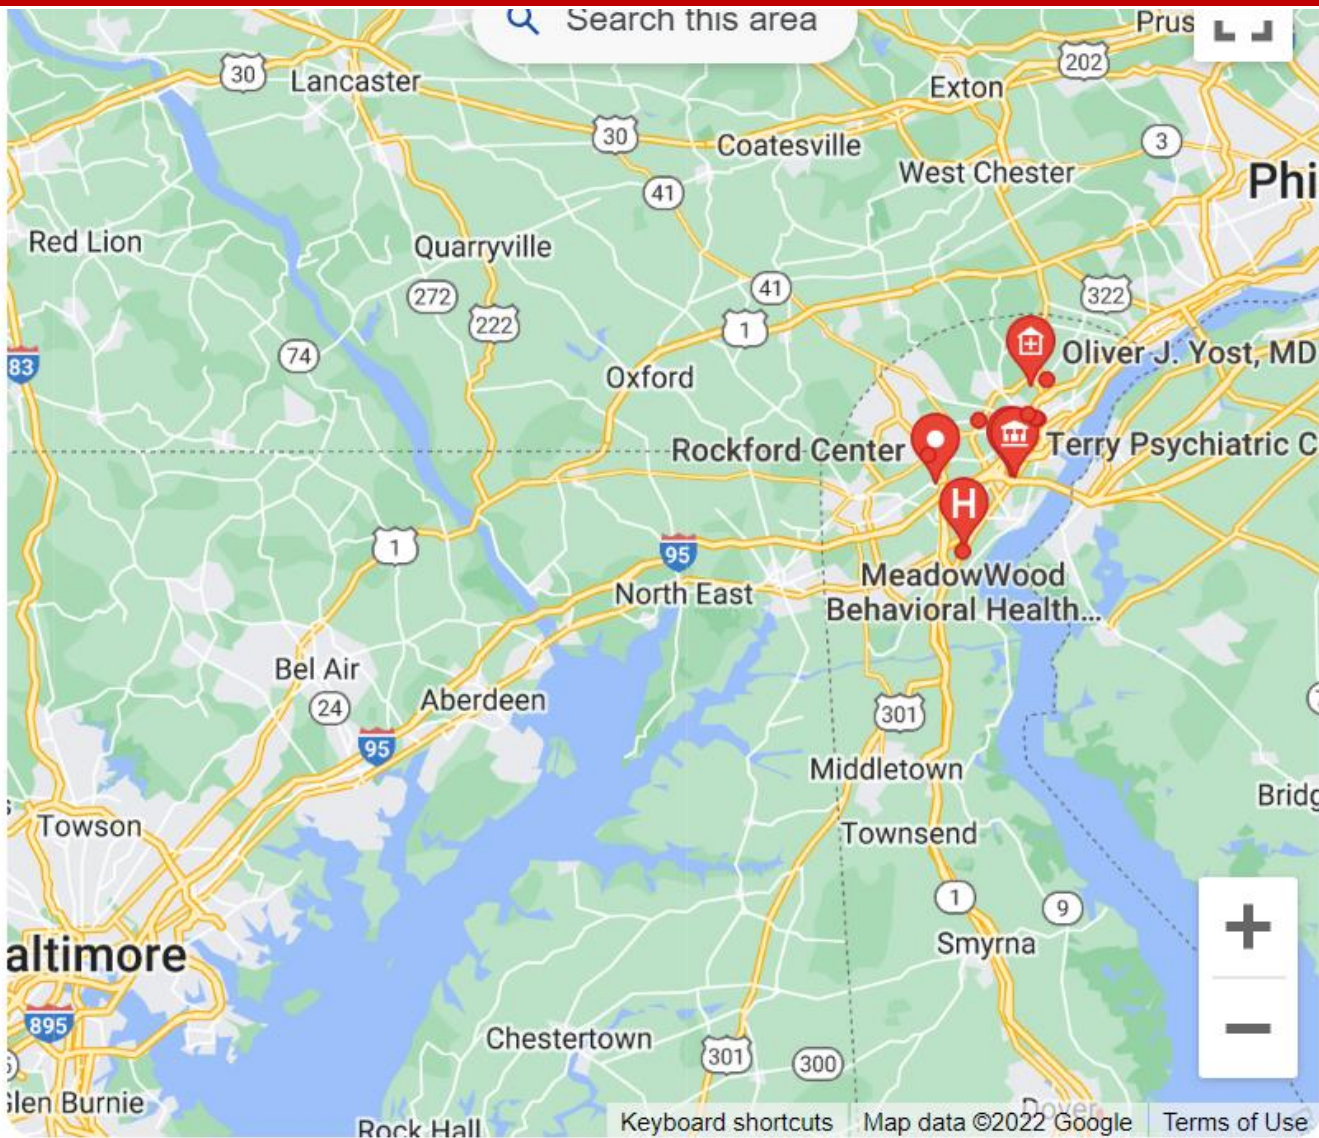 Search this area
Prus
202
30
Lancaster
Exton
30
Coatesville
3
West Chester
41
Phi
Red Lion
Quarryville
272
41
322
222
1
83
74
Oliver J. Yost, MD
Oxford
Rockford Center
Terry Psychiatric C
H
1
95
MeadowWood
Behavioral Health...
North East
Bel Air
24
Aberdeen
301
95
Middletown
Bridg
Towson
Townsend
1
9
Smyrna
altimore
895
Chestertown
301
300
Glen Burnie
Rock Hall
Dover
Keyboard shortcuts Map data ©2022 Google Terms of Use